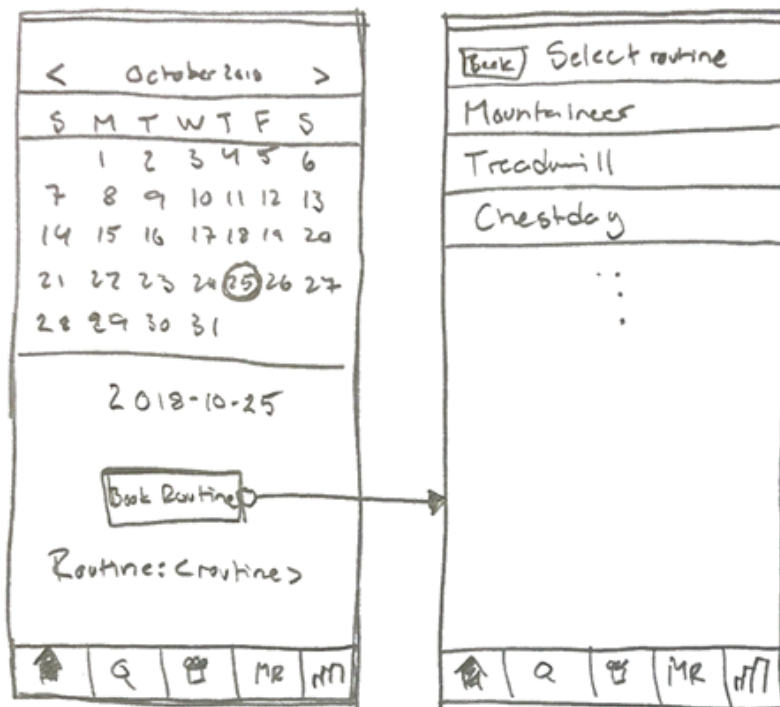 < October 2018 >
S M T W T F S
1 2 3 4 5 6
7 8 9 10 11 12 13
14 15 16 17 18 19 20
21 22 23 24 25 26 27
28 29 30 31
2018-10-25
Book Routine
Routine: <routine>
Q MR
Select routine
Mountaineer
Treadmill
Chestday
Q MR